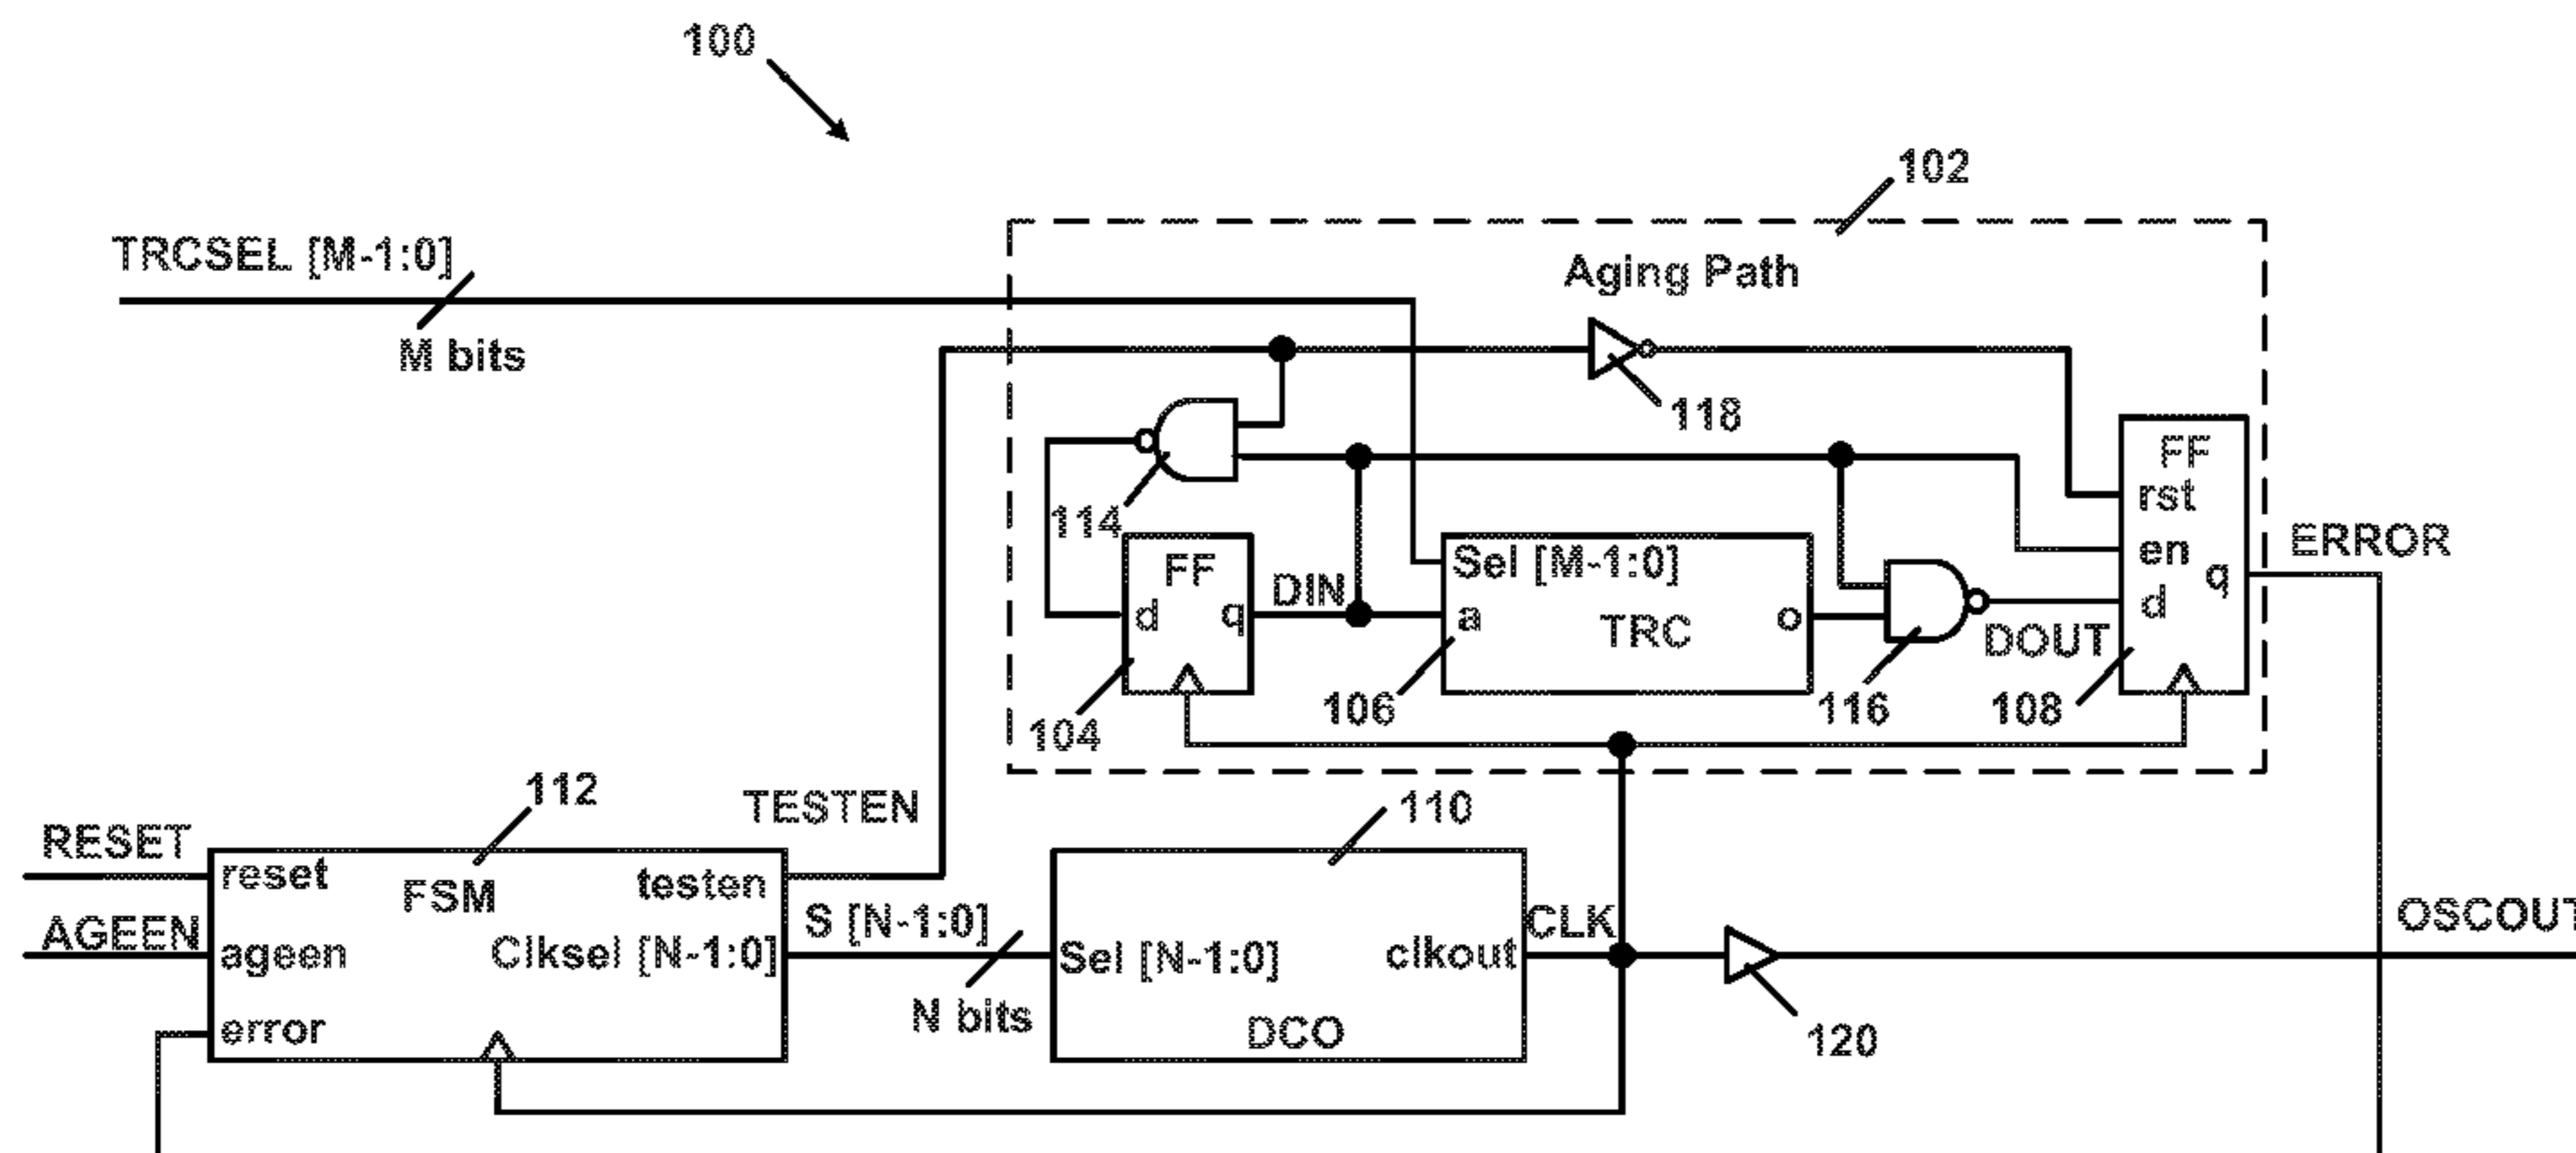 100
102
TRCSEL [M-1:0]
M bits
Aging Path
118
114
FF
d
q
104
DIN
Sel [M-1:0]
a
TRC
o
106
116
DOUT
FF
rst
en
d
q
108
ERROR
112
TESTEN
110
RESET
reset
FSM
testen
AGEEN
ageen
Clksel [N-1:0]
error
S [N-1:0]
N bits
Sel [N-1:0]
clkout
DCO
CLK
120
OSCOUT